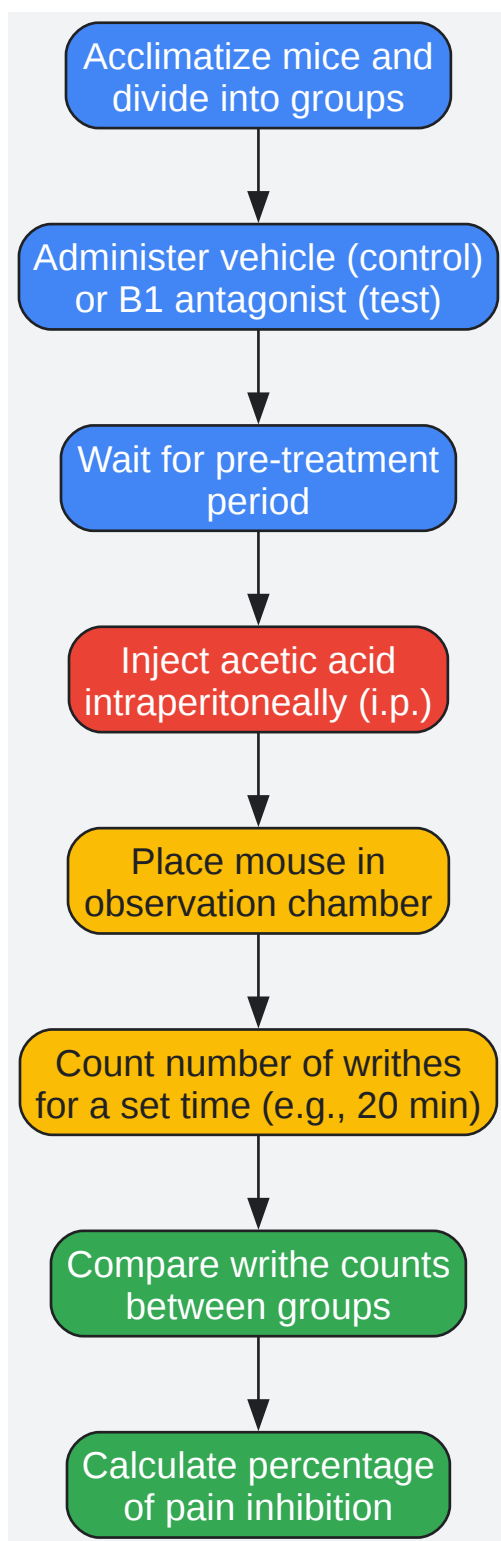 Acclimatize mice and
divide into groups
Administer vehicle (control)
or B1 antagonist (test)
Wait for pre-treatment
period
Inject acetic acid
intraperitoneally (i.p.)
Place mouse in
observation chamber
Count number of writhes
for a set time (e.g., 20 min)
Compare writhe counts
between groups
Calculate percentage
of pain inhibition